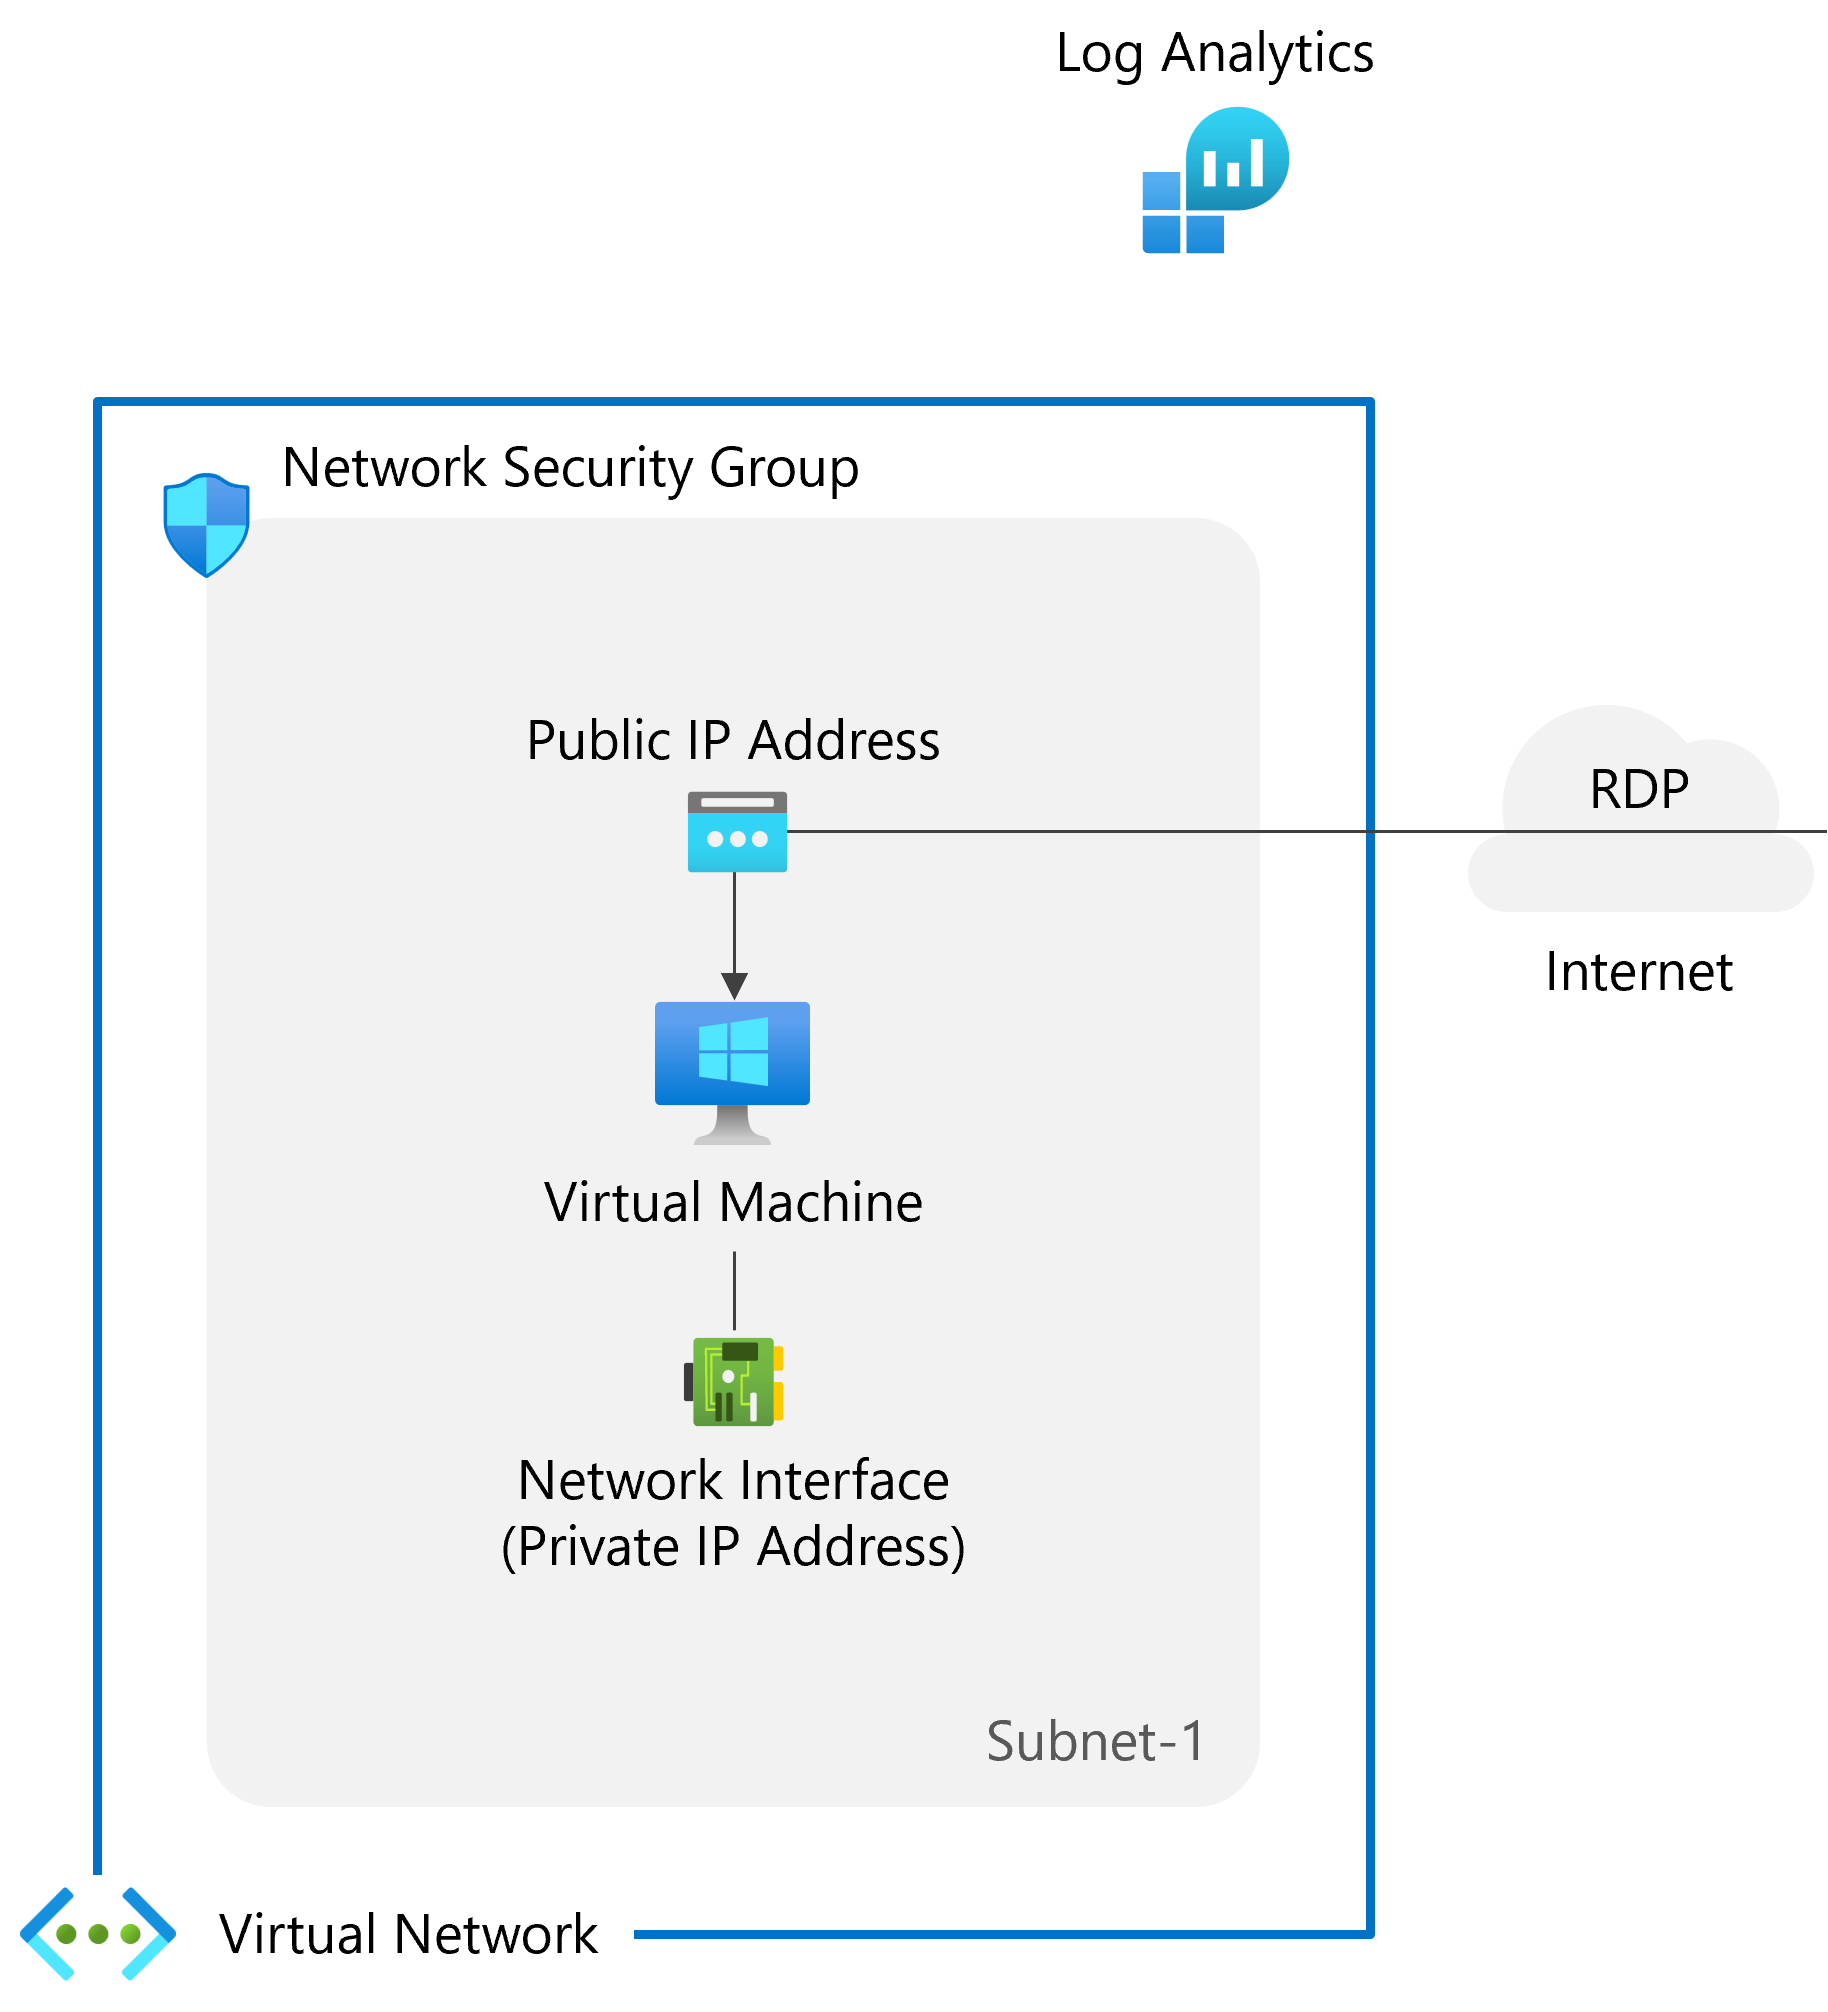 Log Analytics
Network Security Group
Public IP Address
RDP
Internet
Virtual Machine
Network Interface
(Private IP Address)
Subnet-1
Virtual Network